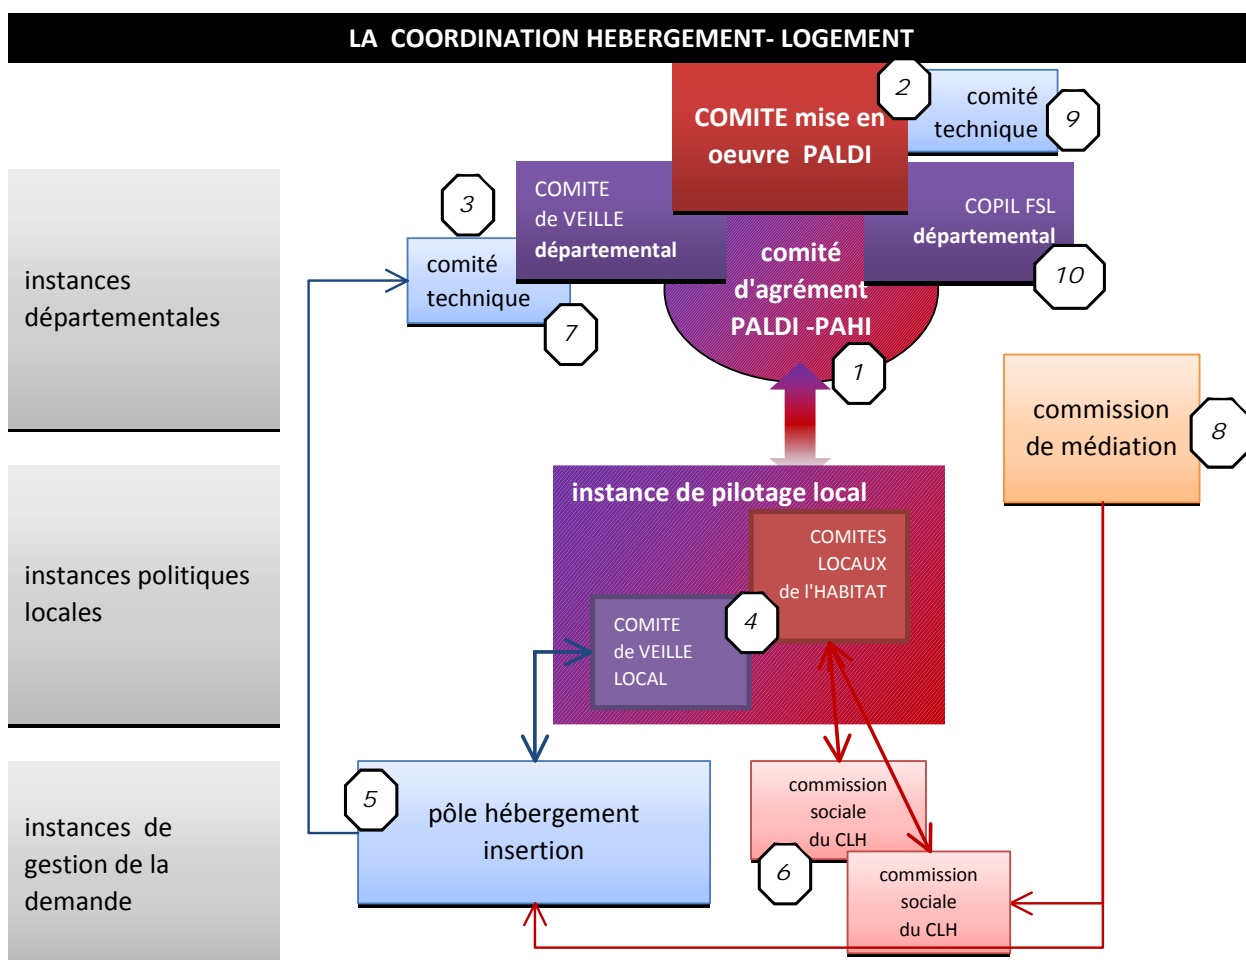 LA COORDINATION HEBERGEMENT- LOGEMENT
COMITE mise en
oeuvre PALDI
2
comité
technique
9
instances
départementales
3
COMITE
de VEILLE
départemental
comité
technique
7
COPIL FSL
départemental
10
comité
d'agrément
PALDI -PAHI
1
commission
de médiation
8
instances politiques
locales
instance de pilotage local
COMITES
LOCAUX
de l'HABITAT
4
COMITE
de VEILLE
LOCAL
instances de
gestion de la
demande
5
pôle hébergement
insertion
commission
sociale
du CLH
6
commission
sociale
du CLH